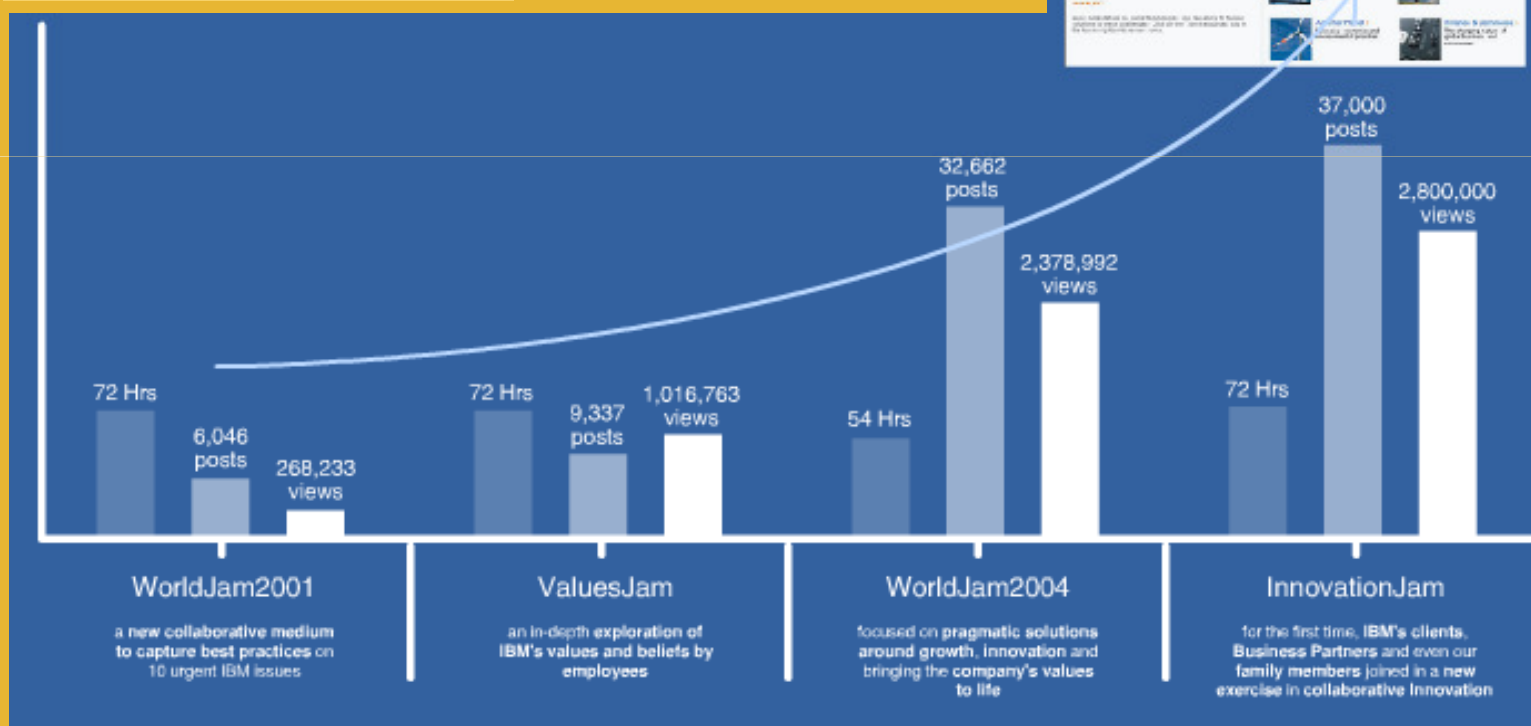 37,000
posts
32,662
posts
2,800,000
views
2,378,992
views
72 Hrs
6,046
posts
268,233
views
72 Hrs
9,337
posts
1,016,763
views
54 Hrs
72 Hrs
WorldJam2001
a new collaborative medium
to capture best practices on
10 urgent IBM issues
ValuesJam
an in-depth exploration of
IBM's values and beliefs by
employees
WorldJam2004
focused on pragmatic solutions
around growth, innovation and
bringing the company's values
to life
InnovationJam
for the first time, IBM's clients,
Business Partners and even our
family members joined in a new
exercise in collaborative Innovation